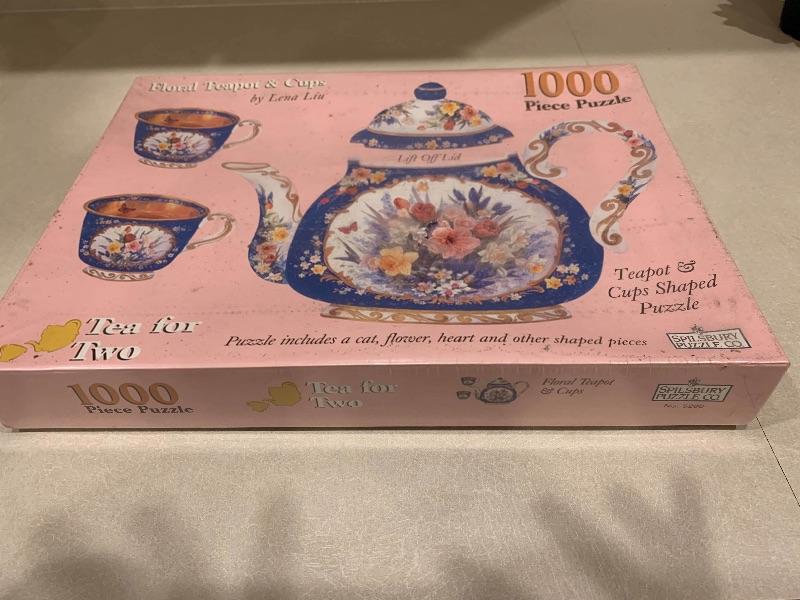 Floral Teapot & Cups
by Lena Liu
1000
Piece Puzzle
Lift Off Lid
Teapot &
Cups Shaped
Puzzle
Tea for
Two
Puzzle includes a cat, flower, heart and other shaped pieces
SPILSBURY
PUZZLE CO.
1000
Piece Puzzle
Tea for
Two
Floral Teapot
& Cups
SPILSBURY
PUZZLE CO.